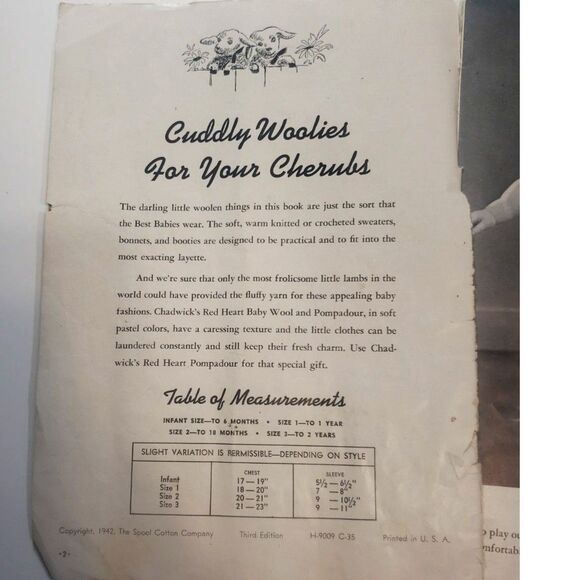 Cuddly Woolies
For Your Cherubs
The darling little woolen things in this book are just the sort that
the Best Babies wear. The soft, warm knitted or crocheted sweaters,
bonnets, and booties are designed to be practical and to fit into the
most exacting layette.
And we're sure that only the most frolicsome little lambs in the
world could have provided the fluffy yarn for these appealing baby
fashions. Chadwick's Red Heart Baby Wool and Pompadour, in soft
pastel colors, have a caressing texture and the little clothes can be
laundered constantly and still keep their fresh charm. Use Chad-
wick's Red Heart Pompadour for that special gift.
Table of Measurements
INFANT SIZE—TO 6 MONTHS • SIZE 1—TO 1 YEAR
SIZE 2—TO 18 MONTHS • SIZE 3—TO 2 YEARS
SLIGHT VARIATION IS PERMISSIBLE—DEPENDING ON STYLE
CHEST SLEEVE
Infant 17 — 19" 5½ — 6½"
Size 1 18 — 20" 7 — 8"
Size 2 20 — 21" 9 — 10½"
Size 3 21 — 23" 9 — 11"
Copyright, 1942, The Spool Cotton Company Third Edition H-9009 C-35 Printed in U. S. A.
•2•
play ou